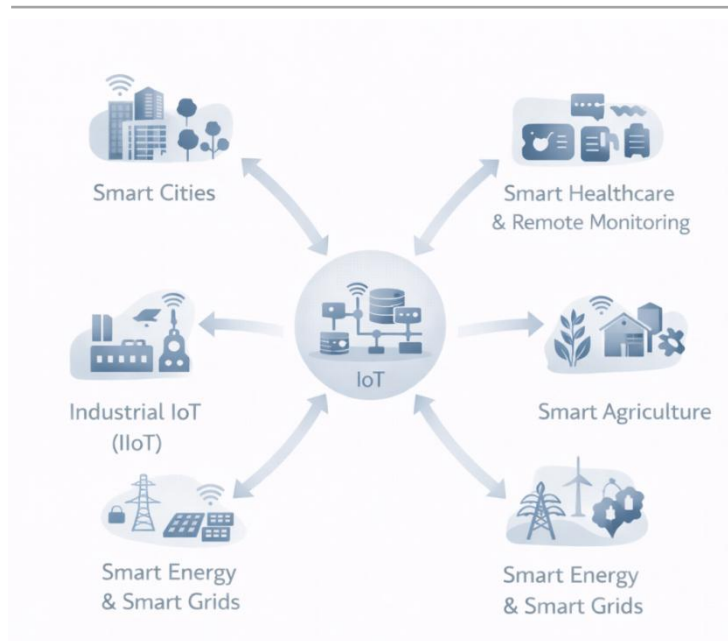 Smart Cities
Smart Healthcare
& Remote Monitoring
IoT
Industrial IoT
(IIoT)
Smart Agriculture
Smart Energy
& Smart Grids
Smart Energy
& Smart Grids